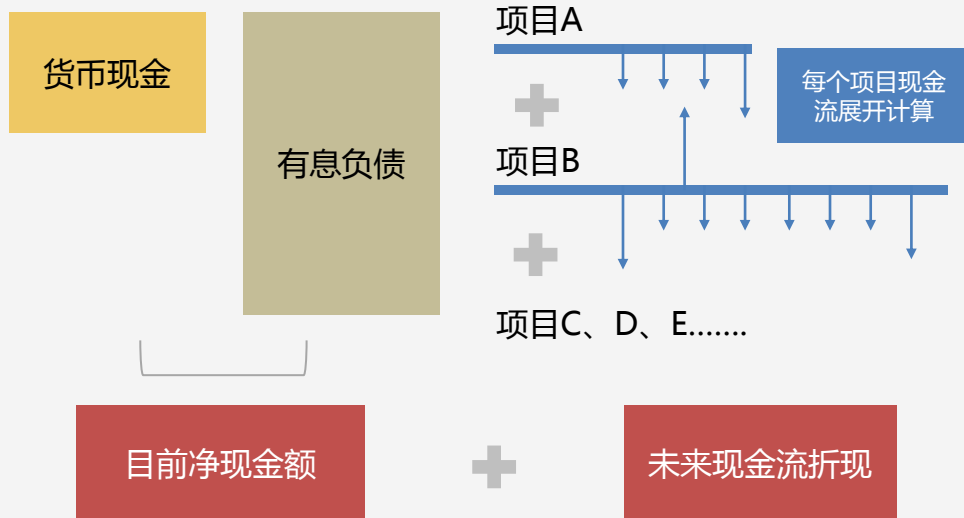 货币现金
有息负债
项目A
每个项目现金
流展开计算
项目B
项目C、D、E.......
目前净现金额
未来现金流折现